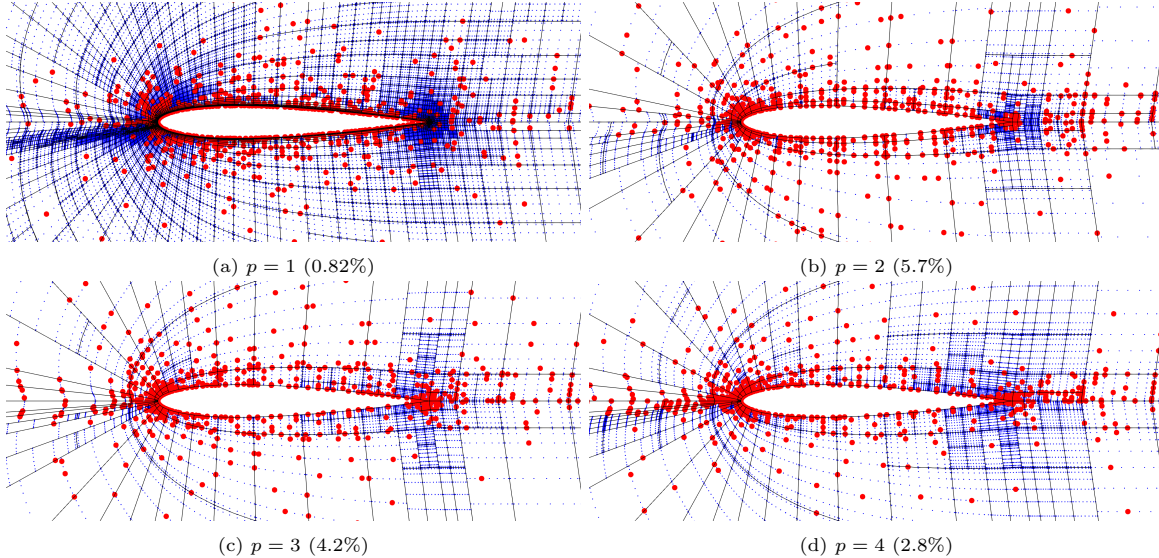 (a) p = 1 (0.82%)
(b) p = 2 (5.7%)
(c) p = 3 (4.2%)
(d) p = 4 (2.8%)